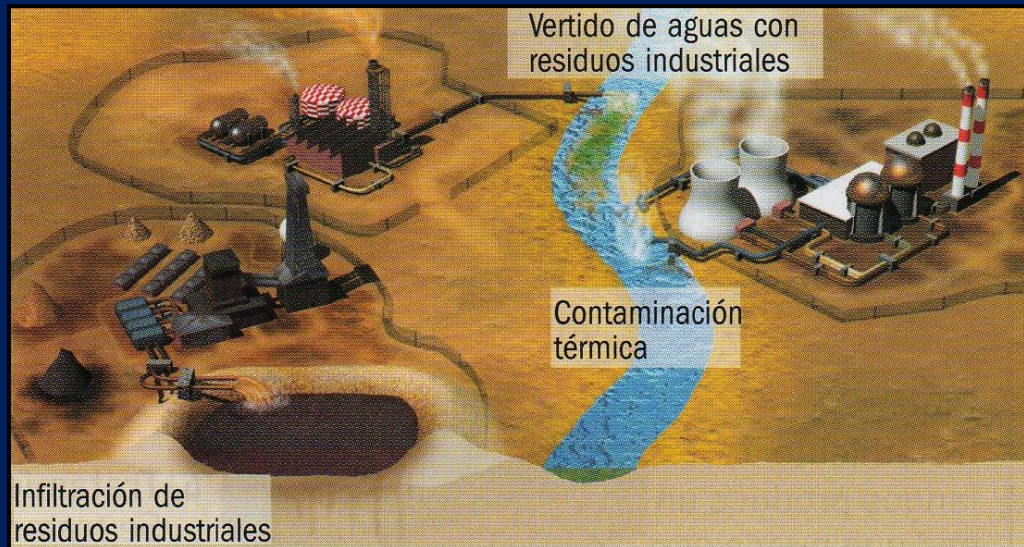 Vertido de aguas con
residuos industriales
Contaminación
térmica
Infiltración de
residuos industriales